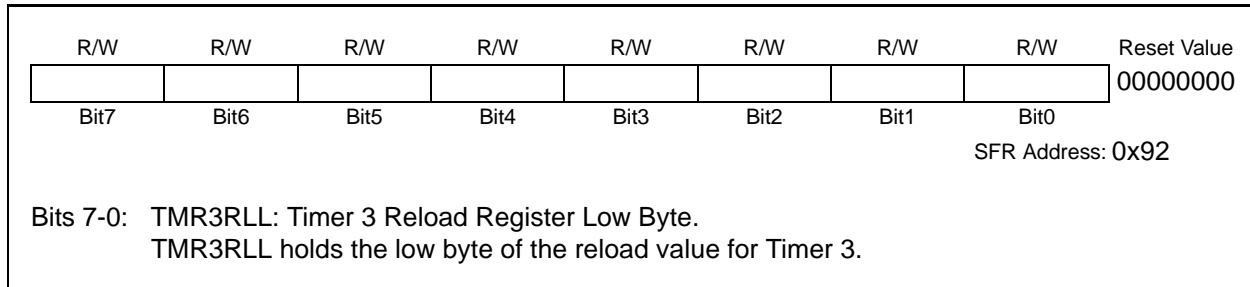 R/W R/W R/W R/W R/W R/W R/W R/W Reset Value
00000000
Bit7 Bit6 Bit5 Bit4 Bit3 Bit2 Bit1 Bit0
SFR Address: 0x92
Bits 7-0: TMR3RLL: Timer 3 Reload Register Low Byte.
TMR3RLL holds the low byte of the reload value for Timer 3.